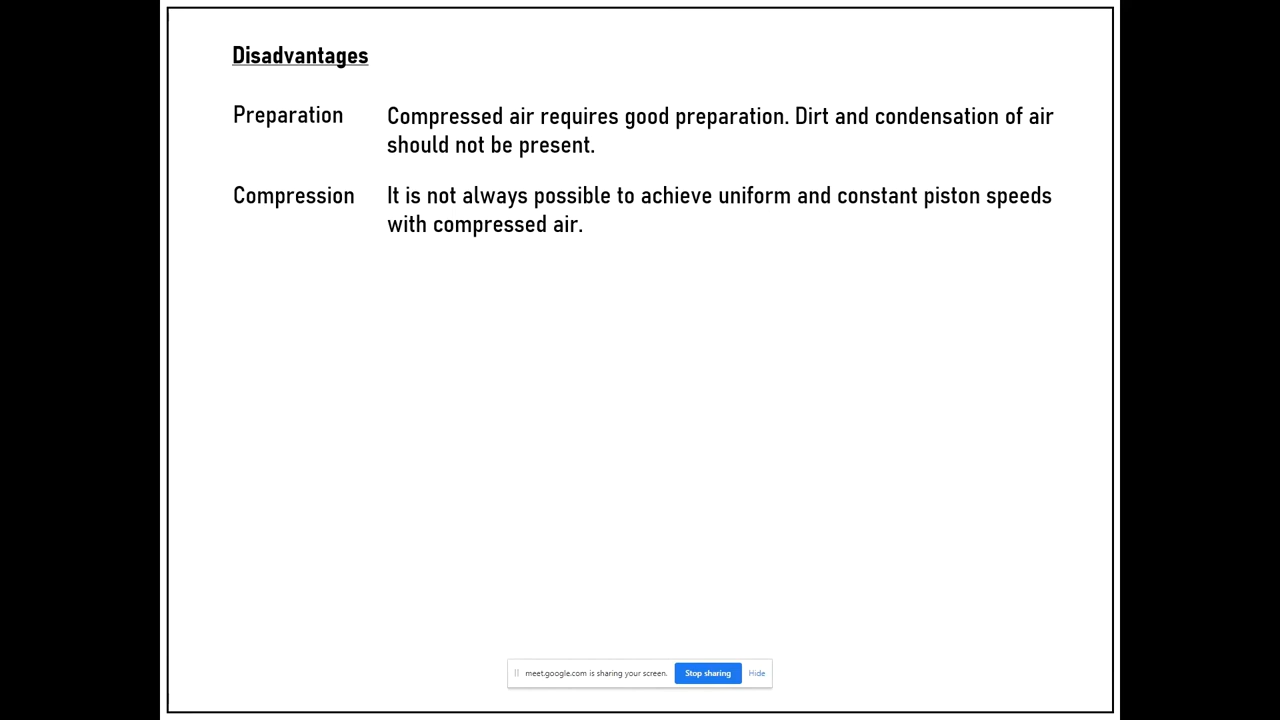 Disadvantages
Preparation Compressed air requires good preparation. Dirt and condensation of air
should not be present.
Compression It is not always possible to achieve uniform and constant piston speeds
with compressed air.
meet.google.com is sharing your screen. Stop sharing Hide